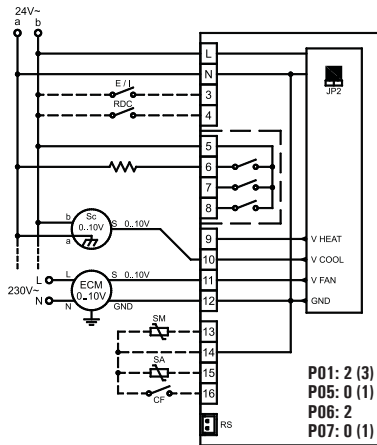 24V~
a b
L
N
E / I
3
RDC
4
JP2
5
6
7
8
Sc
0..10V
b
a
S 0..10V
9
V HEAT
10
V COOL
230V~
L
N
L
N
ECM
0-10V
S 0..10V
GND
11
V FAN
12
GND
SM
13
14
SA
15
CF
16
RS
P01: 2 (3)
P05: 0 (1)
P06: 2
P07: 0 (1)